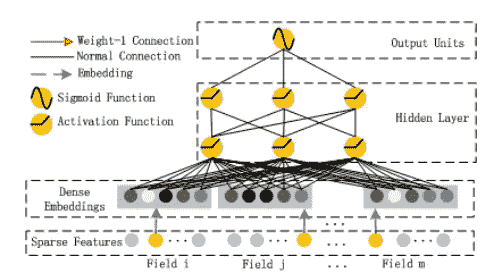 Weight-1 Connection
Normal Connection
Embedding
Sigmoid Function
Activation Function
Output Units
Hidden Layer
Dense
Embeddings
...
Sparse Features
... ... ...
Field i Field j ... Field m